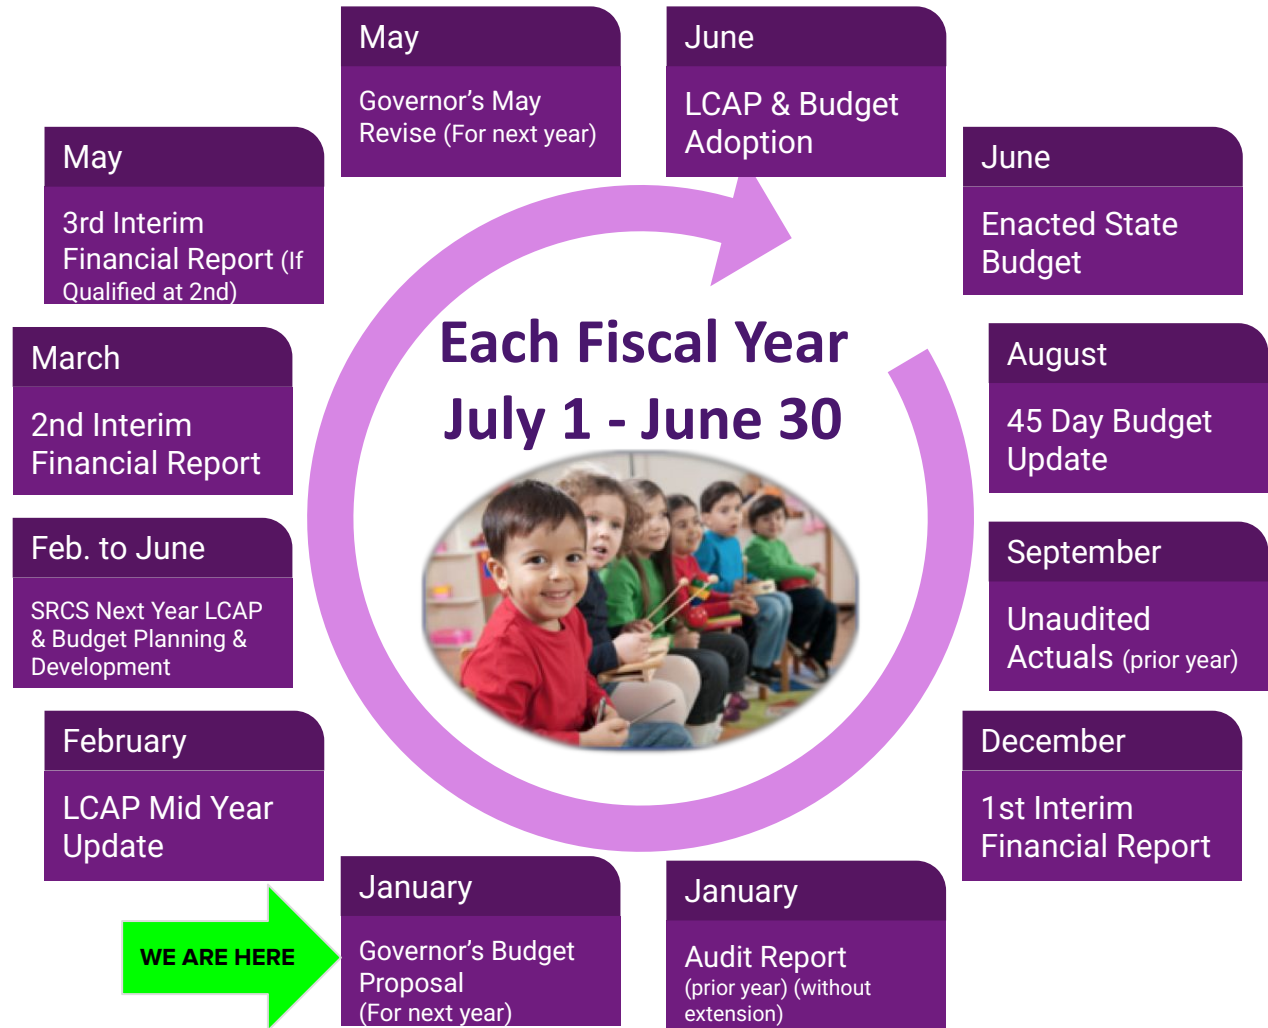 May
Governor’s May
Revise (For next year)
June
LCAP & Budget
Adoption
May
3rd Interim
Financial Report (If
Qualified at 2nd)
June
Enacted State
Budget
Each Fiscal Year
July 1 - June 30
March
2nd Interim
Financial Report
August
45 Day Budget
Update
Feb. to June
SRCS Next Year LCAP
& Budget Planning &
Development
September
Unaudited
Actuals (prior year)
February
LCAP Mid Year
Update
December
1st Interim
Financial Report
WE ARE HERE
January
Governor’s Budget
Proposal
(For next year)
January
Audit Report
(prior year) (without
extension)